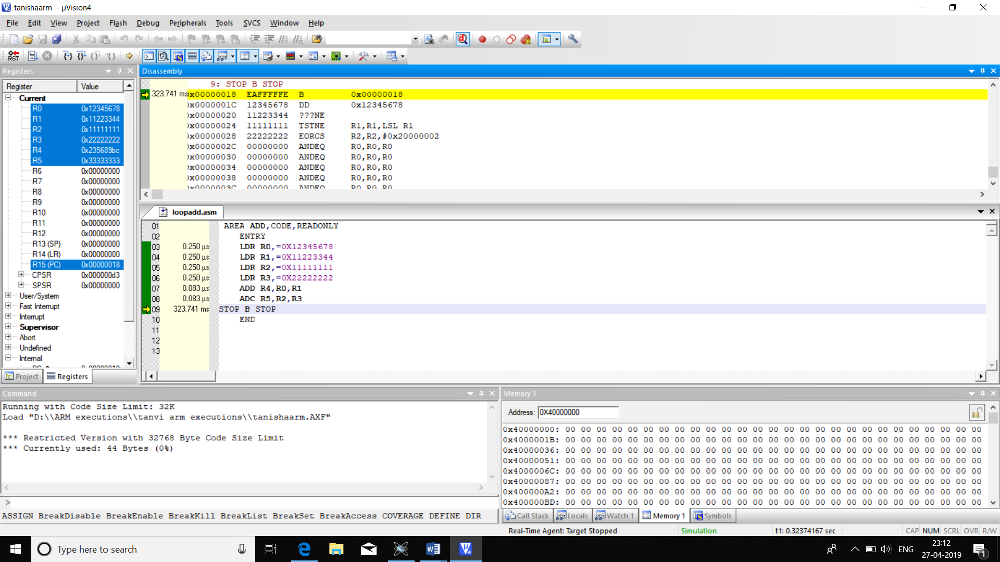 tanishaarm - µVision4
File Edit View Project Flash Debug Peripherals Tools SVCS Window Help
Registers
Register Value
Current
R0 0x12345678
R1 0x11223344
R2 0x11111111
R3 0x22222222
R4 0x235689bc
R5 0x33333333
R6 0x00000000
R7 0x00000000
R8 0x00000000
R9 0x00000000
R10 0x00000000
R11 0x00000000
R12 0x00000000
R13 (SP) 0x00000000
R14 (LR) 0x00000000
R15 (PC) 0x00000018
CPSR 0x000000d3
SPSR 0x00000000
User/System
Fast Interrupt
Interrupt
Supervisor
Abort
Undefined
Internal
Project Registers
Disassembly
9: STOP B STOP
323.741 ms 0x00000018 EAFFFFFE B 0x00000018
0x0000001C 12345678 DD 0x12345678
0x00000020 11223344 ???NE
0x00000024 11111111 TSTNE R1,R1,LSL R1
0x00000028 22222222 EORCS R2,R2,#0x20000002
0x0000002C 00000000 ANDEQ R0,R0,R0
0x00000030 00000000 ANDEQ R0,R0,R0
0x00000034 00000000 ANDEQ R0,R0,R0
0x00000038 00000000 ANDEQ R0,R0,R0
0x0000003C 00000000 ANDEQ R0,R0,R0
loopadd.asm
01 AREA ADD,CODE,READONLY
02 ENTRY
03 0.250 µs LDR R0,=0X12345678
04 0.250 µs LDR R1,=0X11223344
05 0.250 µs LDR R2,=0X11111111
06 0.250 µs LDR R3,=0X22222222
07 0.083 µs ADD R4,R0,R1
08 0.083 µs ADC R5,R2,R3
09 323.741 ms STOP B STOP
10 END
11
12
13
Command
Running with Code Size Limit: 32K
Load "D:\\ARM executions\\tanvi arm executions\\tanishaarm.AXF"
*** Restricted Version with 32768 Byte Code Size Limit
*** Currently used: 44 Bytes (0%)
>
ASSIGN BreakDisable BreakEnable BreakKill BreakList BreakSet BreakAccess COVERAGE DEFINE DIR
Memory 1
Address: 0X40000000
0x40000000: 00 00 00 00 00 00 00 00 00 00 00 00 00 00 00 00 00 00 00 00 00 00 00 00 00 00 00
0x4000001B: 00 00 00 00 00 00 00 00 00 00 00 00 00 00 00 00 00 00 00 00 00 00 00 00 00 00 00
0x40000036: 00 00 00 00 00 00 00 00 00 00 00 00 00 00 00 00 00 00 00 00 00 00 00 00 00 00 00
0x40000051: 00 00 00 00 00 00 00 00 00 00 00 00 00 00 00 00 00 00 00 00 00 00 00 00 00 00 00
0x4000006C: 00 00 00 00 00 00 00 00 00 00 00 00 00 00 00 00 00 00 00 00 00 00 00 00 00 00 00
0x40000087: 00 00 00 00 00 00 00 00 00 00 00 00 00 00 00 00 00 00 00 00 00 00 00 00 00 00 00
0x400000A2: 00 00 00 00 00 00 00 00 00 00 00 00 00 00 00 00 00 00 00 00 00 00 00 00 00 00 00
0x400000BD: 00 00 00 00 00 00 00 00 00 00 00 00 00 00 00 00 00 00 00 00 00 00 00 00 00 00 00
Call Stack Locals Watch 1 Memory 1 Symbols
Real-Time Agent: Target Stopped Simulation t1: 0.32374167 sec CAP NUM SCRL OVR R/W
Type here to search
ENG 23:12
27-04-2019
1